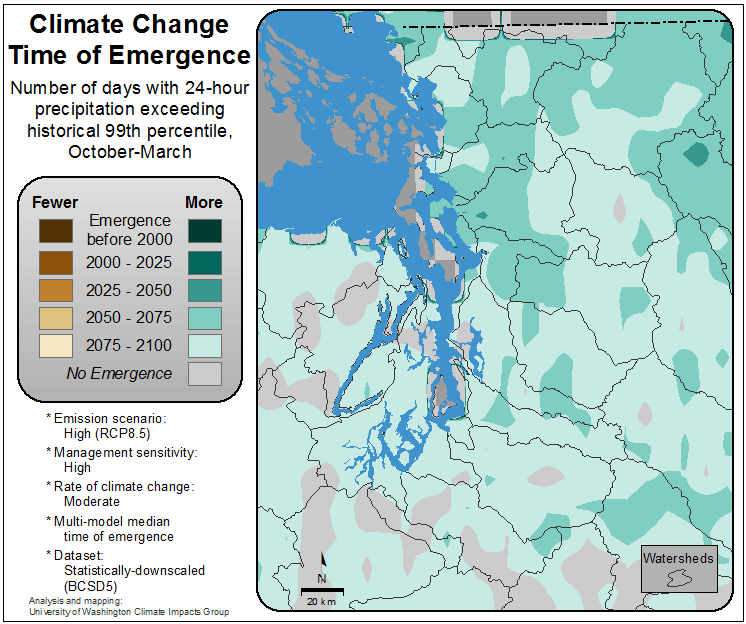 Climate Change
Time of Emergence
Number of days with 24-hour
precipitation exceeding
historical 99th percentile,
October-March
Fewer More
Emergence
before 2000
2000 - 2025
2025 - 2050
2050 - 2075
2075 - 2100
No Emergence
* Emission scenario:
High (RCP8.5)
* Management sensitivity:
High
* Rate of climate change:
Moderate
* Multi-model median
time of emergence
* Dataset:
Statistically-downscaled
(BCSD5)
Analysis and mapping:
University of Washington Climate Impacts Group
N
20 km
Watersheds